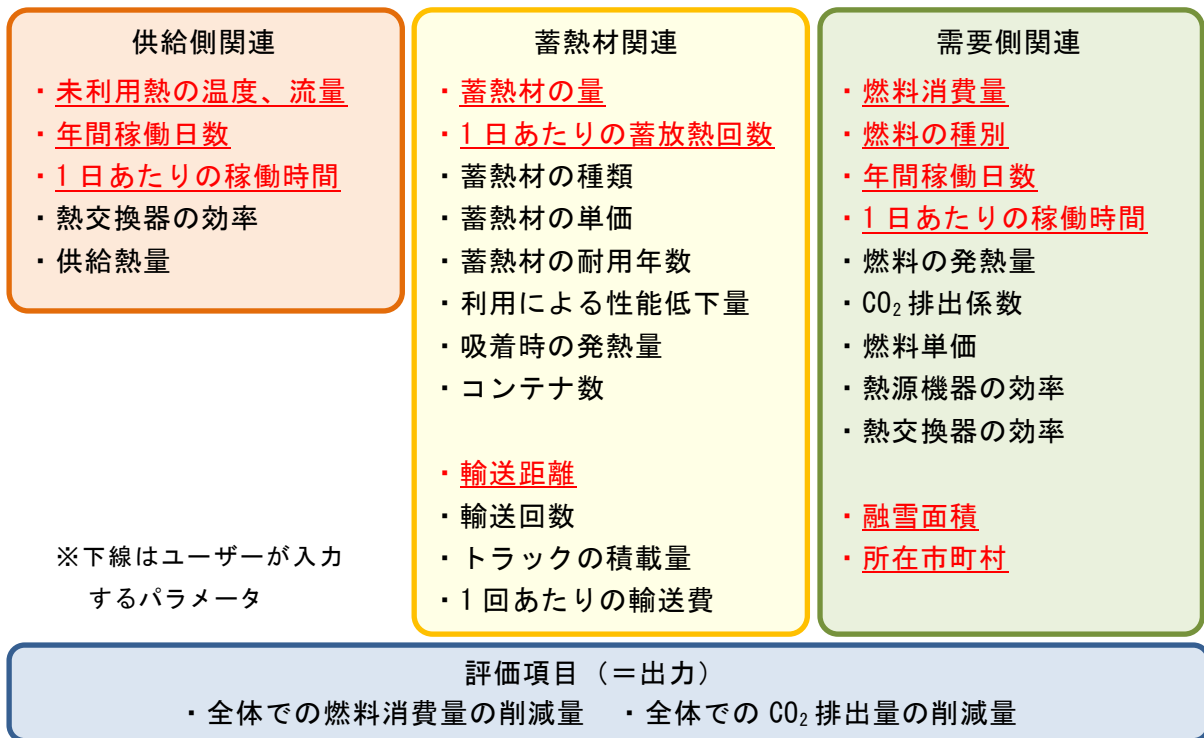 供給側関連
・未利用熱の温度、流量
・年間稼働日数
・1日あたりの稼働時間
・熱交換器の効率
・供給熱量
※下線はユーザーが入力
するパラメータ
蓄熱材関連
・蓄熱材の量
・1日あたりの蓄放熱回数
・蓄熱材の種類
・蓄熱材の単価
・蓄熱材の耐用年数
・利用による性能低下量
・吸着時の発熱量
・コンテナ数
・輸送距離
・輸送回数
・トラックの積載量
・1回あたりの輸送費
需要側関連
・燃料消費量
・燃料の種別
・年間稼働日数
・1日あたりの稼働時間
・燃料の発熱量
・CO₂排出係数
・燃料単価
・熱源機器の効率
・熱交換器の効率
・融雪面積
・所在市町村
評価項目（＝出力）
・全体での燃料消費量の削減量　・全体でのCO₂排出量の削減量